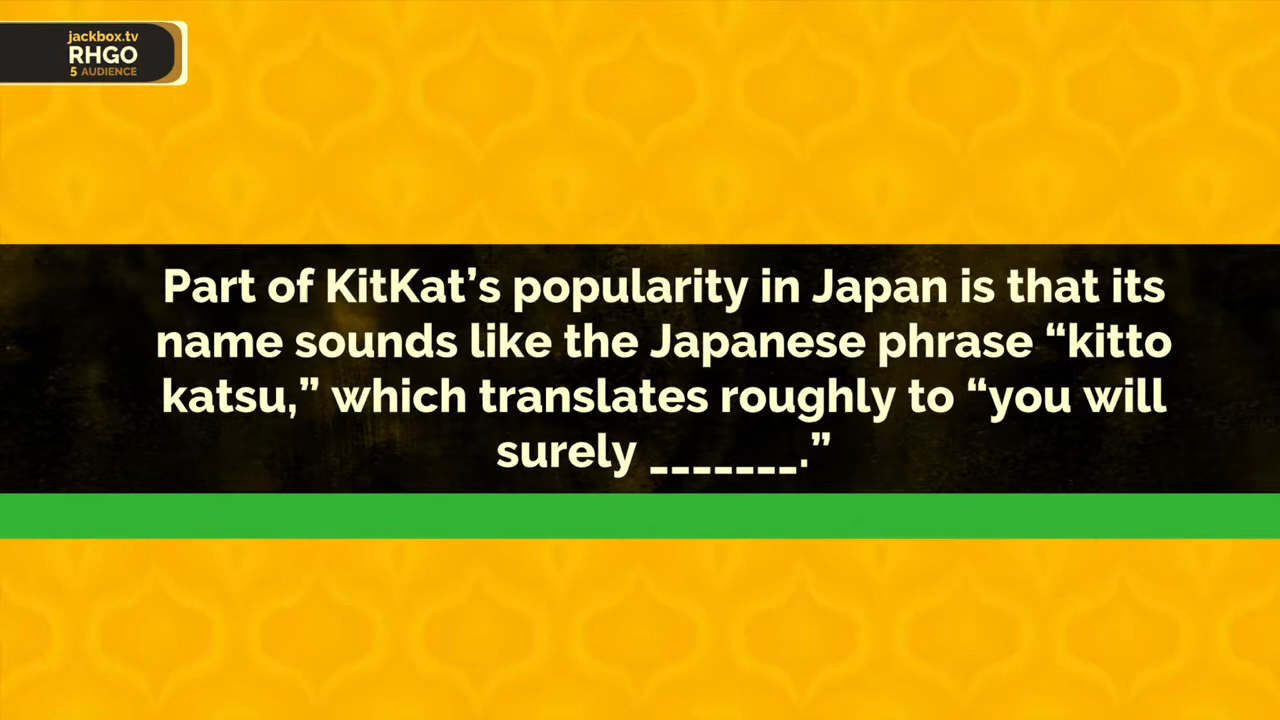 jackbox.tv
RHGO
5 AUDIENCE
Part of KitKat’s popularity in Japan is that its
name sounds like the Japanese phrase “kitto
katsu,” which translates roughly to “you will
surely _______.”